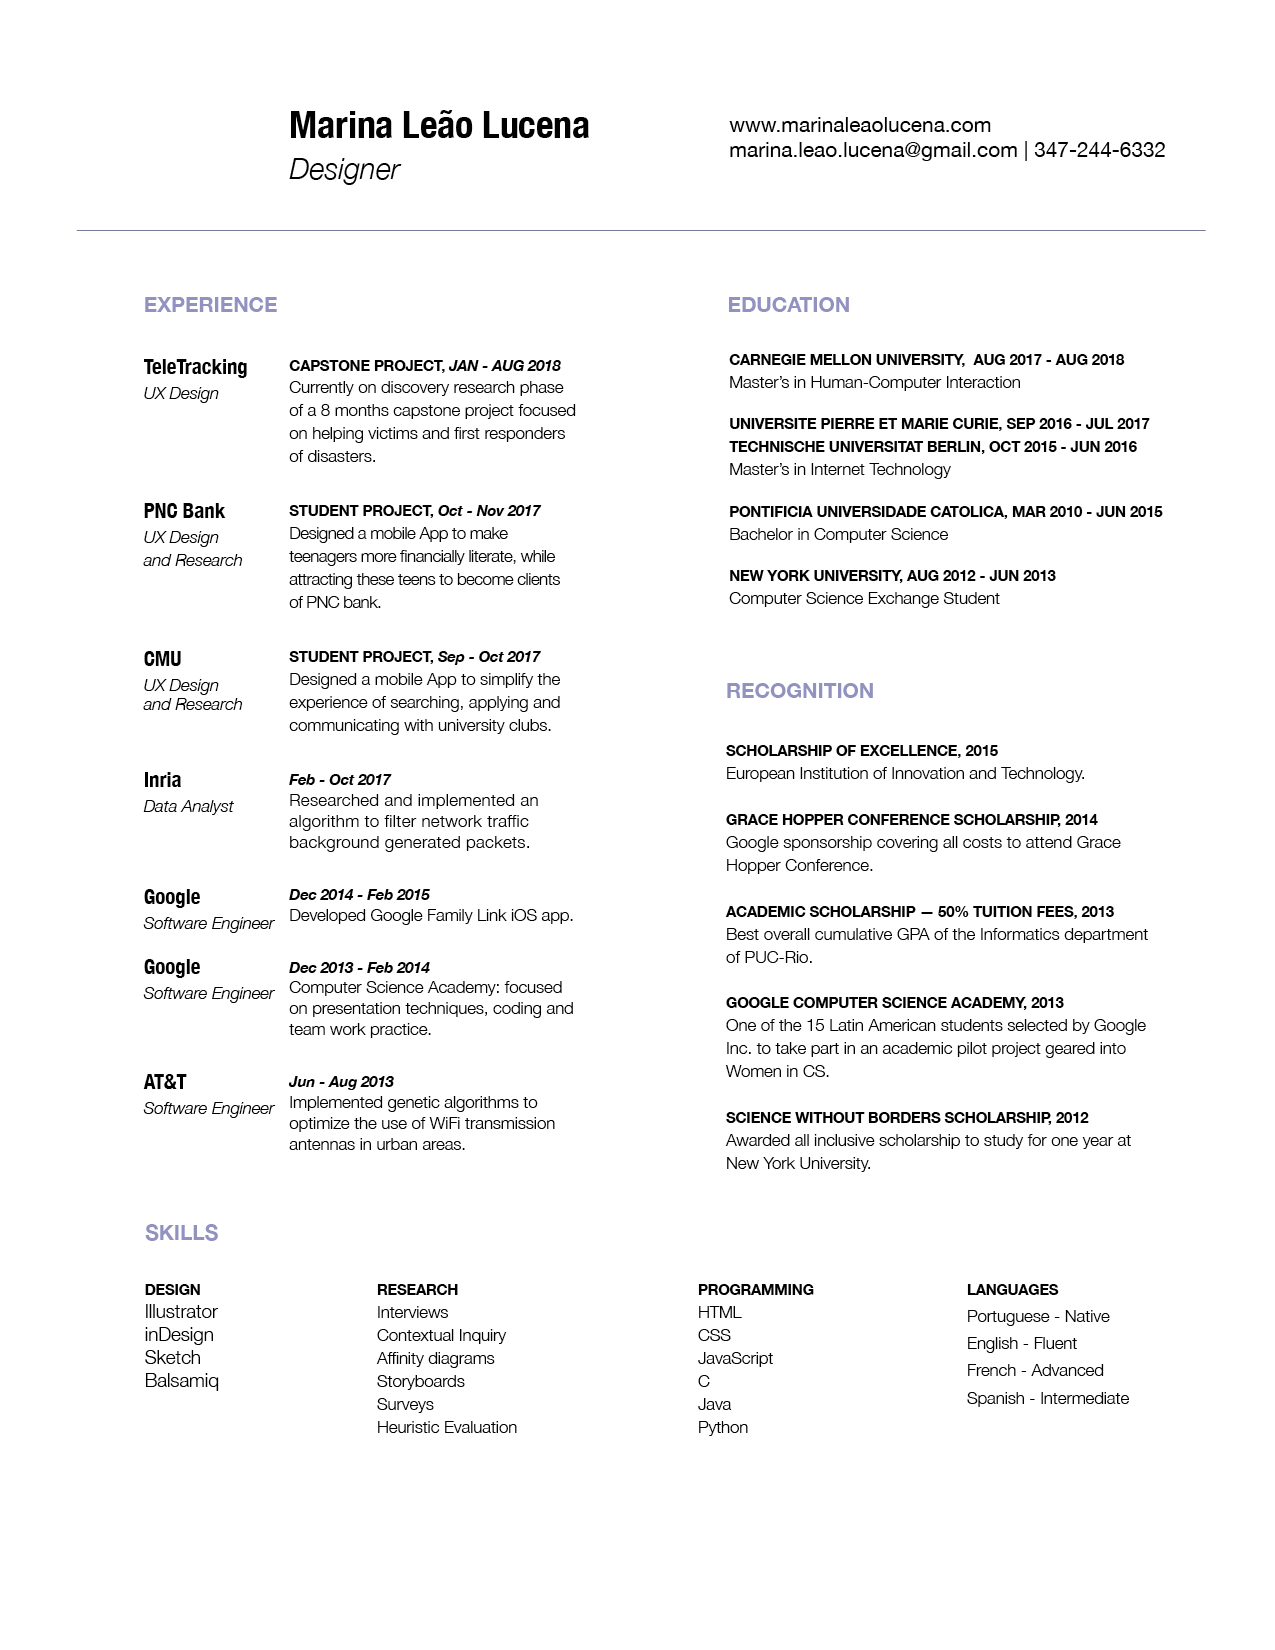 Marina Leão Lucena
Designer
www.marinaleaolucena.com
marina.leao.lucena@gmail.com | 347-244-6332
EXPERIENCE
TeleTracking
UX Design
CAPSTONE PROJECT, JAN - AUG 2018
Currently on discovery research phase
of a 8 months capstone project focused
on helping victims and first responders
of disasters.
PNC Bank
UX Design
and Research
STUDENT PROJECT, Oct - Nov 2017
Designed a mobile App to make
teenagers more financially literate, while
attracting these teens to become clients
of PNC bank.
CMU
UX Design
and Research
STUDENT PROJECT, Sep - Oct 2017
Designed a mobile App to simplify the
experience of searching, applying and
communicating with university clubs.
Inria
Data Analyst
Feb - Oct 2017
Researched and implemented an
algorithm to filter network traffic
background generated packets.
Google
Software Engineer
Dec 2014 - Feb 2015
Developed Google Family Link iOS app.
Google
Software Engineer
Dec 2013 - Feb 2014
Computer Science Academy: focused
on presentation techniques, coding and
team work practice.
AT&T
Software Engineer
Jun - Aug 2013
Implemented genetic algorithms to
optimize the use of WiFi transmission
antennas in urban areas.
EDUCATION
CARNEGIE MELLON UNIVERSITY,  AUG 2017 - AUG 2018
Master’s in Human-Computer Interaction
UNIVERSITE PIERRE ET MARIE CURIE, SEP 2016 - JUL 2017
TECHNISCHE UNIVERSITAT BERLIN, OCT 2015 - JUN 2016
Master’s in Internet Technology
PONTIFICIA UNIVERSIDADE CATOLICA, MAR 2010 - JUN 2015
Bachelor in Computer Science
NEW YORK UNIVERSITY, AUG 2012 - JUN 2013
Computer Science Exchange Student
RECOGNITION
SCHOLARSHIP OF EXCELLENCE, 2015
European Institution of Innovation and Technology.
GRACE HOPPER CONFERENCE SCHOLARSHIP, 2014
Google sponsorship covering all costs to attend Grace
Hopper Conference.
ACADEMIC SCHOLARSHIP — 50% TUITION FEES, 2013
Best overall cumulative GPA of the Informatics department
of PUC-Rio.
GOOGLE COMPUTER SCIENCE ACADEMY, 2013
One of the 15 Latin American students selected by Google
Inc. to take part in an academic pilot project geared into
Women in CS.
SCIENCE WITHOUT BORDERS SCHOLARSHIP, 2012
Awarded all inclusive scholarship to study for one year at
New York University.
SKILLS
DESIGN
Illustrator
inDesign
Sketch
Balsamiq
RESEARCH
Interviews
Contextual Inquiry
Affinity diagrams
Storyboards
Surveys
Heuristic Evaluation
PROGRAMMING
HTML
CSS
JavaScript
C
Java
Python
LANGUAGES
Portuguese - Native
English - Fluent
French - Advanced
Spanish - Intermediate